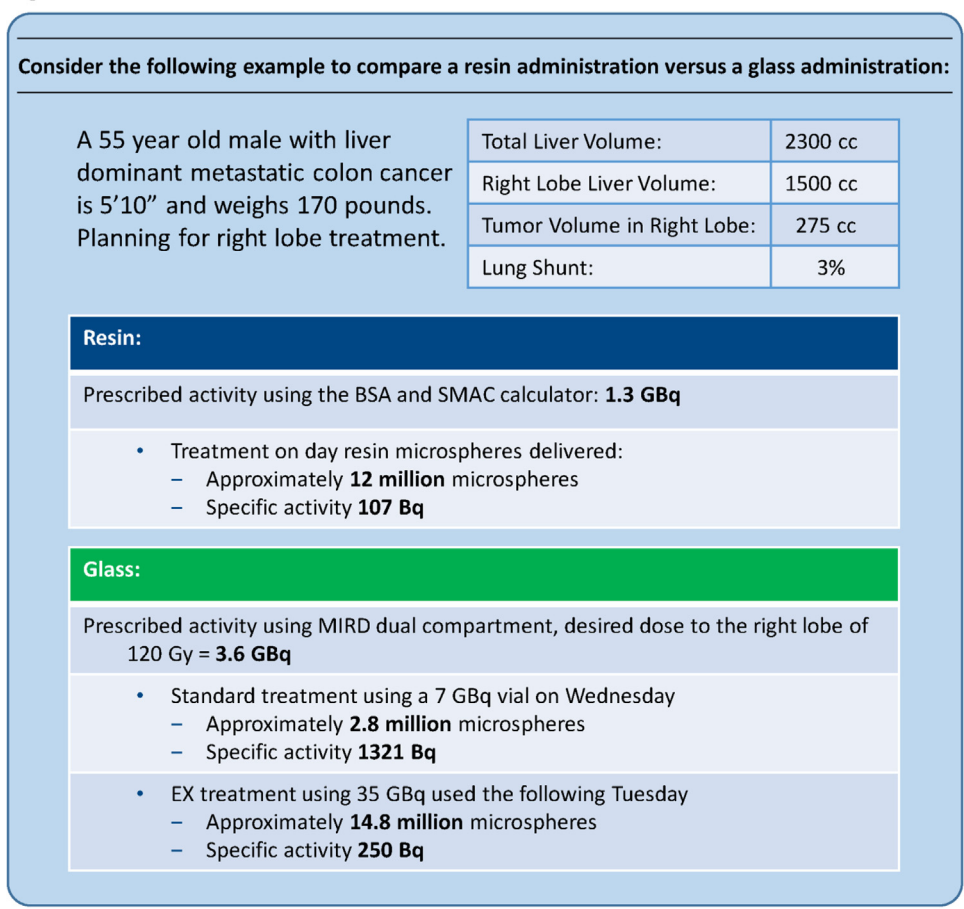 Consider the following example to compare a resin administration versus a glass administration:
A 55 year old male with liver
dominant metastatic colon cancer
is 5’10” and weighs 170 pounds.
Planning for right lobe treatment.
Total Liver Volume: 2300 cc
Right Lobe Liver Volume: 1500 cc
Tumor Volume in Right Lobe: 275 cc
Lung Shunt: 3%
Resin:
Prescribed activity using the BSA and SMAC calculator: 1.3 GBq
• Treatment on day resin microspheres delivered:
– Approximately 12 million microspheres
– Specific activity 107 Bq
Glass:
Prescribed activity using MIRD dual compartment, desired dose to the right lobe of
120 Gy = 3.6 GBq
• Standard treatment using a 7 GBq vial on Wednesday
– Approximately 2.8 million microspheres
– Specific activity 1321 Bq
• EX treatment using 35 GBq used the following Tuesday
– Approximately 14.8 million microspheres
– Specific activity 250 Bq